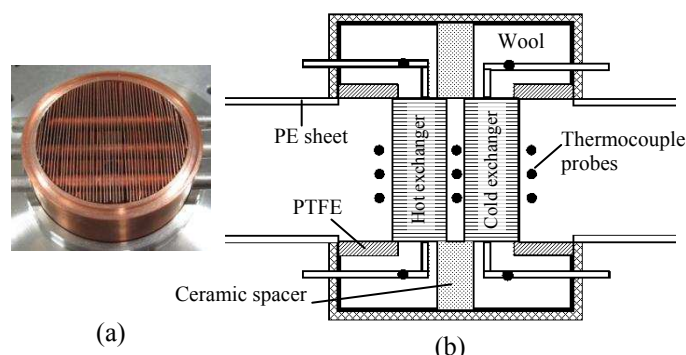 Wool
PE sheet
Hot exchanger
Cold exchanger
Thermocouple
probes
PTFE
Ceramic spacer
(a)
(b)